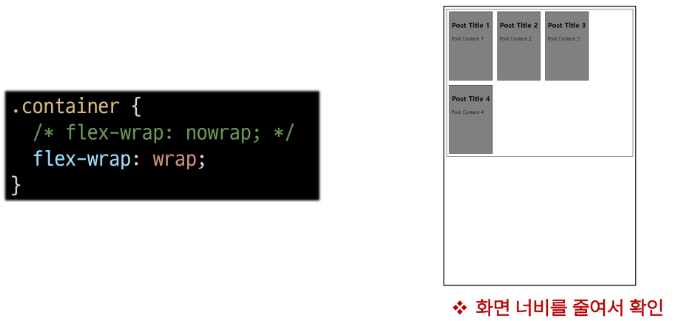 .container {
/* flex-wrap: nowrap; */
flex-wrap: wrap;
}
Post Title 1
Post Content 1
Post Title 2
Post Content 2
Post Title 3
Post Content 3
Post Title 4
Post Content 4
❖ 화면 너비를 줄여서 확인